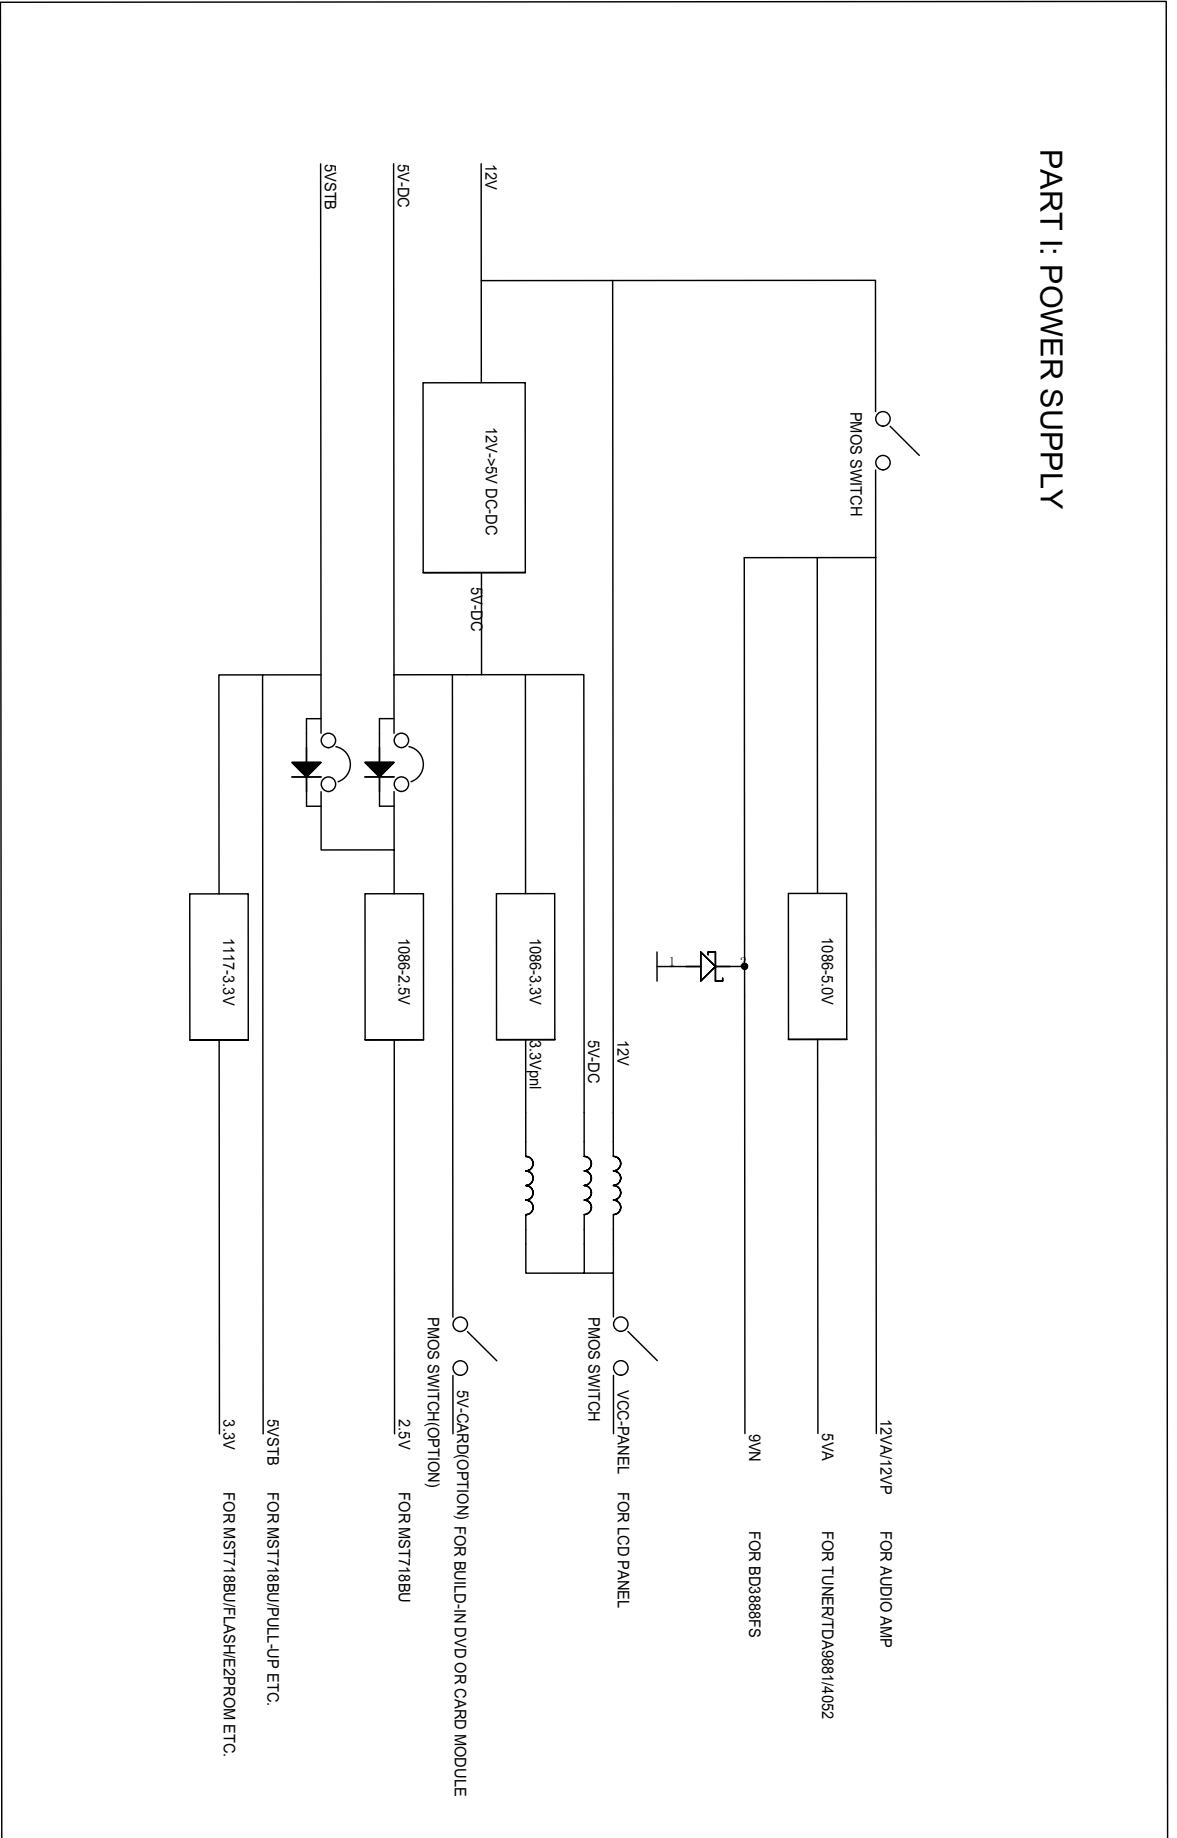 PART I: POWER SUPPLY
PMOS SWITCH
12VA/12VP FOR AUDIO AMP
1086-5.0V
5VA FOR TUNER/TDA9881/4052
1 2
9VN FOR BD3888FS
12V
12V
VCC-PANEL FOR LCD PANEL
5V-DC
PMOS SWITCH
12V->5V DC-DC
5V-DC
1086-3.3V
3.3Vpnl
5V-CARD(OPTION) FOR BUILD-IN DVD OR CARD MODULE
PMOS SWITCH(OPTION)
5V-DC
1086-2.5V
2.5V FOR MST718BU
5VSTB
5VSTB FOR MST718BU/PULL-UP ETC.
1117-3.3V
3.3V FOR MST718BU/FLASH/E2PROM ETC.